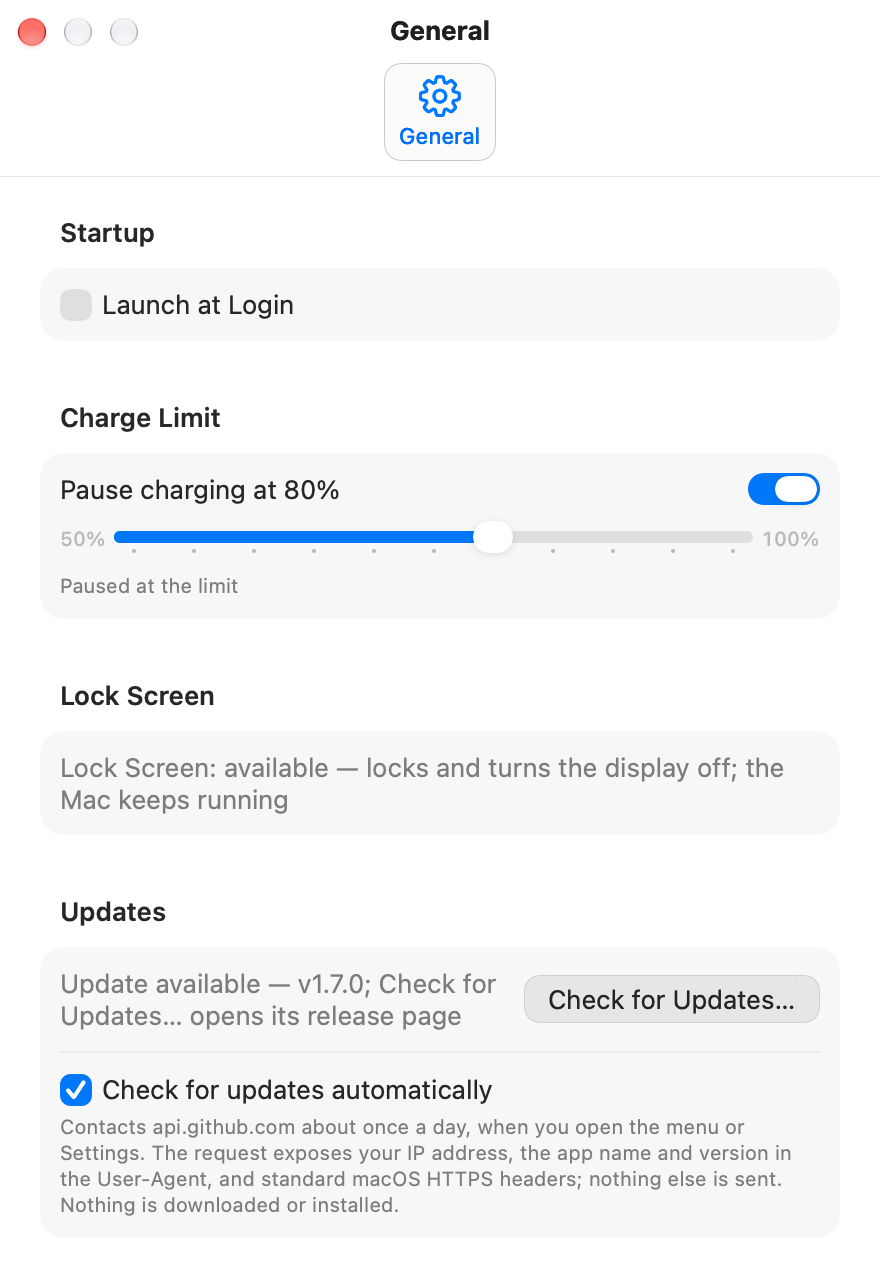 General
General
Startup
Launch at Login
Charge Limit
Pause charging at 80%
50%
100%
Paused at the limit
Lock Screen
Lock Screen: available — locks and turns the display off; the
Mac keeps running
Updates
Update available — v1.7.0; Check for
Updates... opens its release page
Check for Updates...
Check for updates automatically
Contacts api.github.com about once a day, when you open the menu or
Settings. The request exposes your IP address, the app name and version in
the User-Agent, and standard macOS HTTPS headers; nothing else is sent.
Nothing is downloaded or installed.